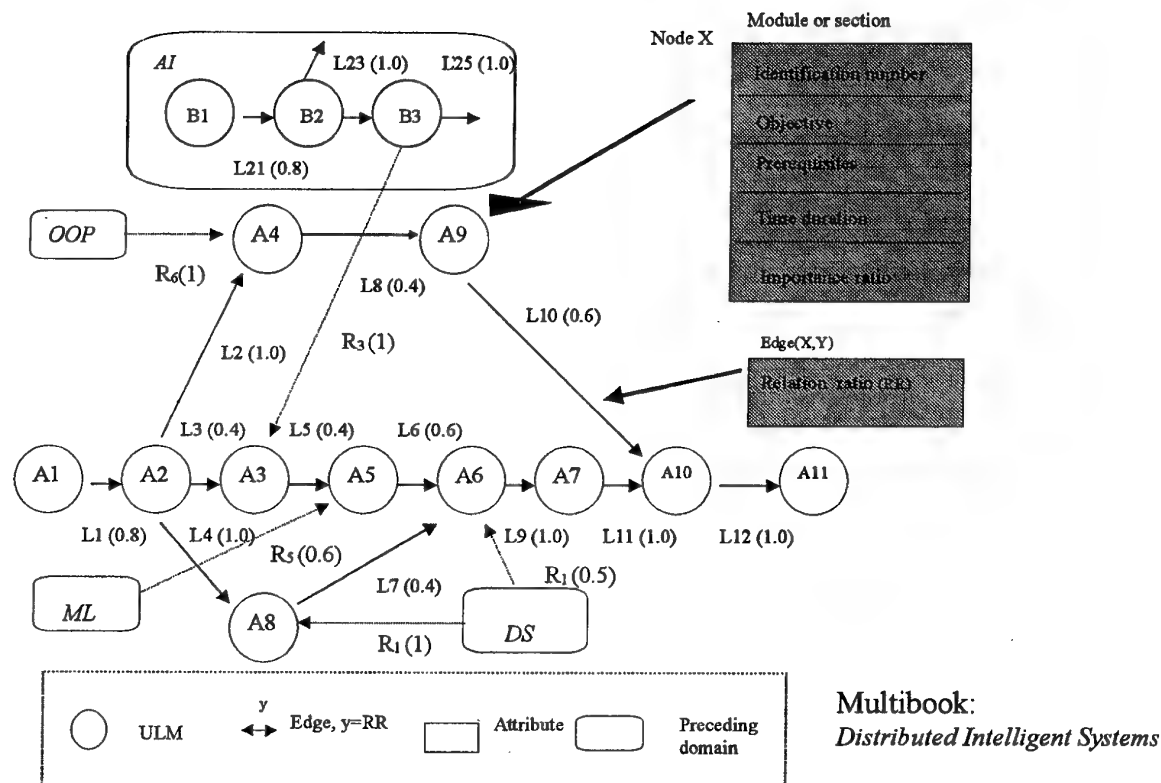 Module or section
Node X
Identification number
Objective
Prerequisites
Time duration
Importance ratio
AI
L23 (1.0)
L25 (1.0)
B1
B2
B3
L21 (0.8)
OOP
A4
A9
R6(1)
L8 (0.4)
L10 (0.6)
L2 (1.0)
R3(1)
Edge(X,Y)
Relation ratio (RR)
L3 (0.4)
L5 (0.4)
L6 (0.6)
A1
A2
A3
A5
A6
A7
A10
A11
L1 (0.8)
L4 (1.0)
R5(0.6)
L9 (1.0)
L11 (1.0)
L12 (1.0)
L7 (0.4)
R1(0.5)
ML
A8
R1(1)
DS
y
ULM
Edge, y=RR
Attribute
Preceding
domain
Multibook:
Distributed Intelligent Systems